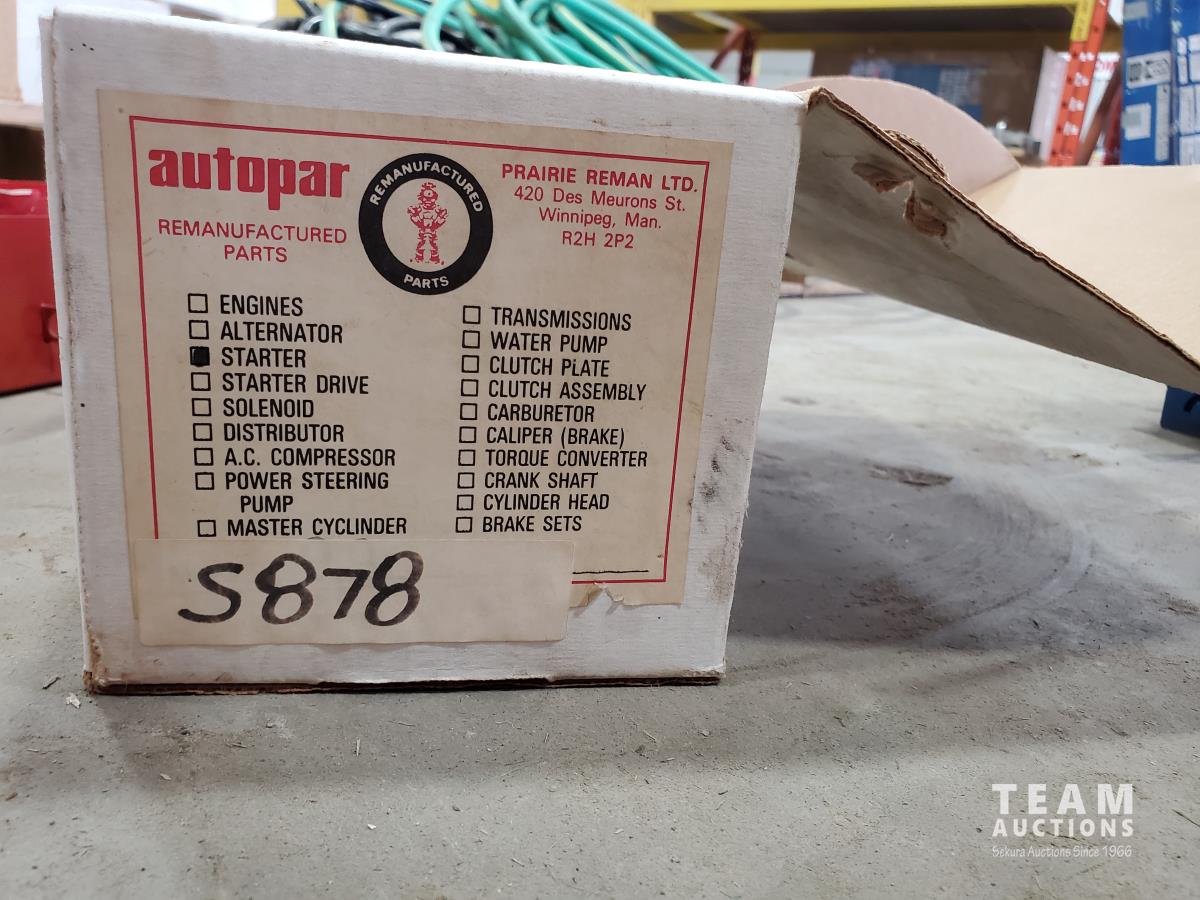 autopar
REMANUFACTURED
PARTS
REMANUFACTURED
PARTS
PRAIRIE REMAN LTD.
420 Des Meurons St.
Winnipeg, Man.
R2H 2P2
ENGINES
ALTERNATOR
STARTER
STARTER DRIVE
SOLENOID
DISTRIBUTOR
A.C. COMPRESSOR
POWER STEERING
PUMP
MASTER CYCLINDER
TRANSMISSIONS
WATER PUMP
CLUTCH PLATE
CLUTCH ASSEMBLY
CARBURETOR
CALIPER (BRAKE)
TORQUE CONVERTER
CRANK SHAFT
CYLINDER HEAD
BRAKE SETS
S878
TEAM
AUCTIONS
Sekura Auctions Since 1966